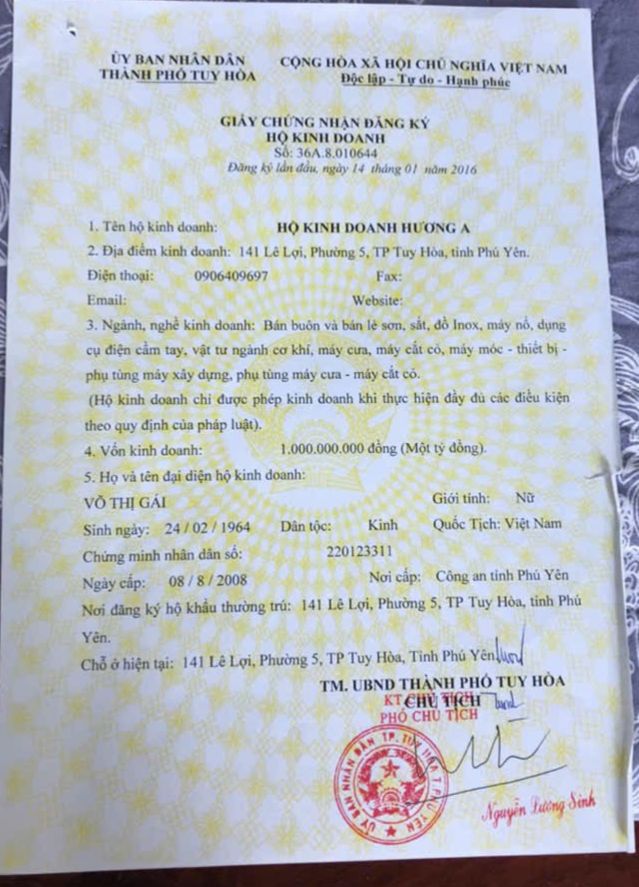 ỦY BAN NHÂN DÂN
THÀNH PHỐ TUY HÒA
CỘNG HÒA XÃ HỘI CHỦ NGHĨA VIỆT NAM
Độc lập - Tự do - Hạnh phúc
GIẤY CHỨNG NHẬN ĐĂNG KÝ
HỘ KINH DOANH
Số: 36A.8.010644
Đăng ký lần đầu, ngày 14 tháng 01 năm 2016
1. Tên hộ kinh doanh: HỘ KINH DOANH HƯƠNG A
2. Địa điểm kinh doanh: 141 Lê Lợi, Phường 5, TP Tuy Hòa, tỉnh Phú Yên.
Điện thoại: 0906409697 Fax:
Email: Website:
3. Ngành, nghề kinh doanh: Bán buôn và bán lẻ sơn, sắt, đồ Inox, máy nổ, dụng
cụ điện cầm tay, vật tư ngành cơ khí, máy cưa, máy cắt cỏ, máy móc - thiết bị -
phụ tùng máy xây dựng, phụ tùng máy cưa - máy cắt cỏ.
(Hộ kinh doanh chỉ được phép kinh doanh khi thực hiện đầy đủ các điều kiện
theo quy định của pháp luật).
4. Vốn kinh doanh: 1.000.000.000 đồng (Một tỷ đồng).
5. Họ và tên đại diện hộ kinh doanh:
VÕ THỊ GÁI Giới tính: Nữ
Sinh ngày: 24 / 02 / 1964 Dân tộc: Kinh Quốc Tịch: Việt Nam
Chứng minh nhân dân số: 220123311
Ngày cấp: 08 / 8 / 2008 Nơi cấp: Công an tỉnh Phú Yên
Nơi đăng ký hộ khẩu thường trú: 141 Lê Lợi, Phường 5, TP Tuy Hòa, tỉnh Phú
Yên.
Chỗ ở hiện tại: 141 Lê Lợi, Phường 5, TP Tuy Hòa, Tỉnh Phú Yên
TM. UBND THÀNH PHỐ TUY HÒA
CHỦ TỊCH
KT CHỦ TỊCH
PHÓ CHỦ TỊCH
ỦY BAN NHÂN DÂN TP. TUY HÒA T. PHÚ YÊN
Nguyễn Lương Sinh